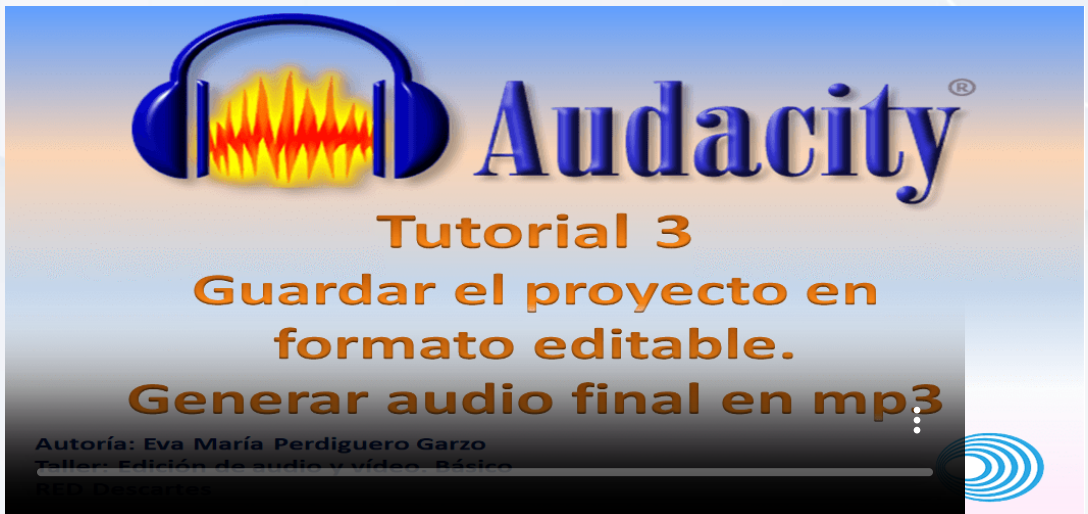 Audacity®
Tutorial 3
Guardar el proyecto en
formato editable.
Generar audio final en mp3
Autoría: Eva María Perdiguero Garzo
Taller: Edición de audio y vídeo. Básico
RED Descartes